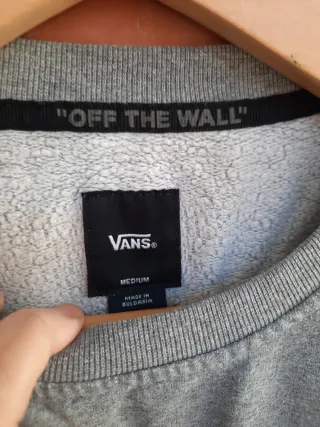 "OFF THE WALL"
VANS®
MEDIUM
MADE IN
BULGARIA